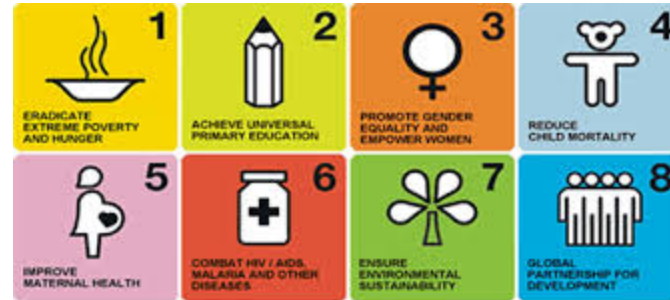 1
ERADICATE
EXTREME POVERTY
AND HUNGER
2
ACHIEVE UNIVERSAL
PRIMARY EDUCATION
3
PROMOTE GENDER
EQUALITY AND
EMPOWER WOMEN
4
REDUCE
CHILD MORTALITY
5
IMPROVE
MATERNAL HEALTH
6
COMBAT HIV / AIDS,
MALARIA AND OTHER
DISEASES
7
ENSURE
ENVIRONMENTAL
SUSTAINABILITY
8
GLOBAL
PARTNERSHIP FOR
DEVELOPMENT